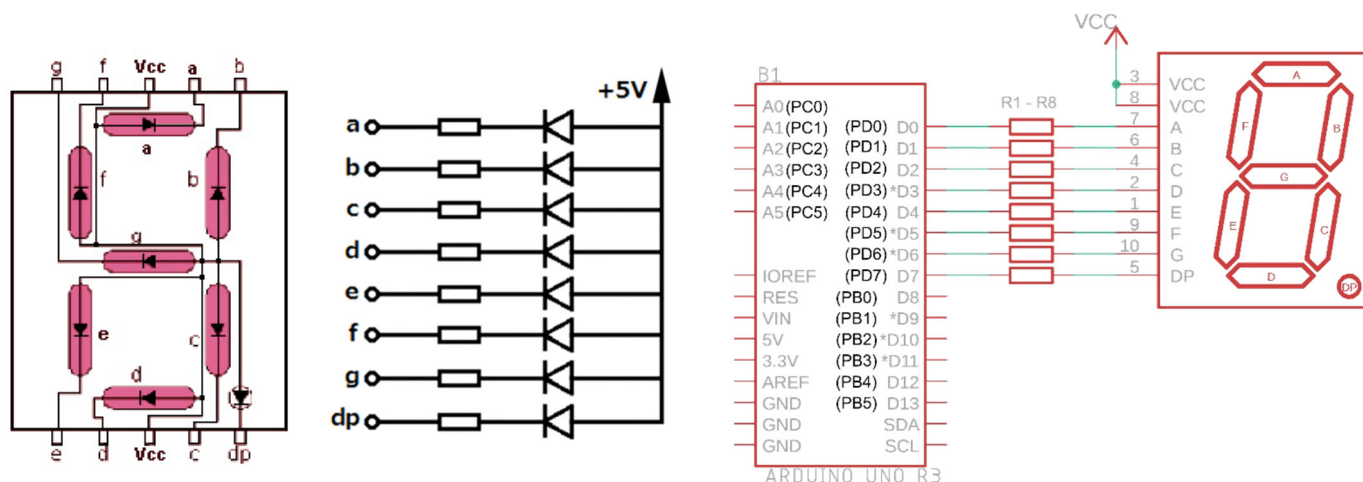 g f Vcc a b
a
f b
g
e c
d
e d Vcc c dp
+5V
a
b
c
d
e
f
g
dp
VCC
B1
R1 - R8
A0(PC0)
A1(PC1) (PD0) D0
A2(PC2) (PD1) D1
A3(PC3) (PD2) D2
A4(PC4) (PD3) *D3
A5(PC5) (PD4) D4
(PD5) *D5
(PD6) *D6
IOREF (PD7) D7
RES (PB0) D8
VIN (PB1) *D9
5V (PB2) *D10
3.3V (PB3) *D11
AREF (PB4) D12
GND (PB5) D13
GND SDA
GND SCL
ARDUINO UNO R3
3 VCC
8 VCC
7 A
6 B
4 C
2 D
1 E
9 F
10 G
5 DP
A
F B
G
E C
D
DP